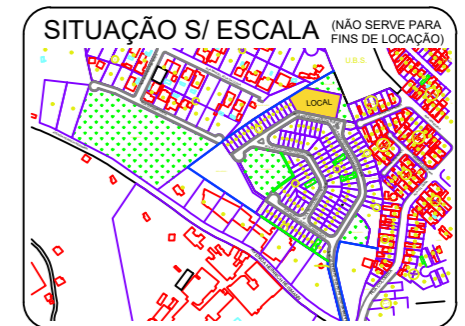 SITUAÇÃO S/ ESCALA (NÃO SERVE PARA
FINS DE LOCAÇÃO)
U.B.S.
LOCAL